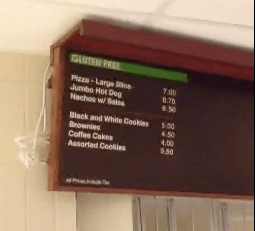 GLUTEN FREE
Pizza - Large Slice 7.00
Jumbo Hot Dog 6.75
Nachos w/ Salsa 6.50
Black and White Cookies 5.00
Brownies 4.50
Coffee Cakes 4.00
Assorted Cookies 9.50
All Prices Include Tax